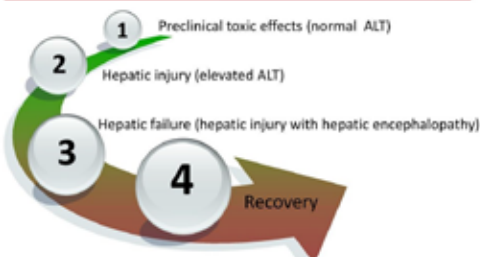 1 Preclinical toxic effects (normal ALT)
2 Hepatic injury (elevated ALT)
3 Hepatic failure (hepatic injury with hepatic encephalopathy)
4 Recovery